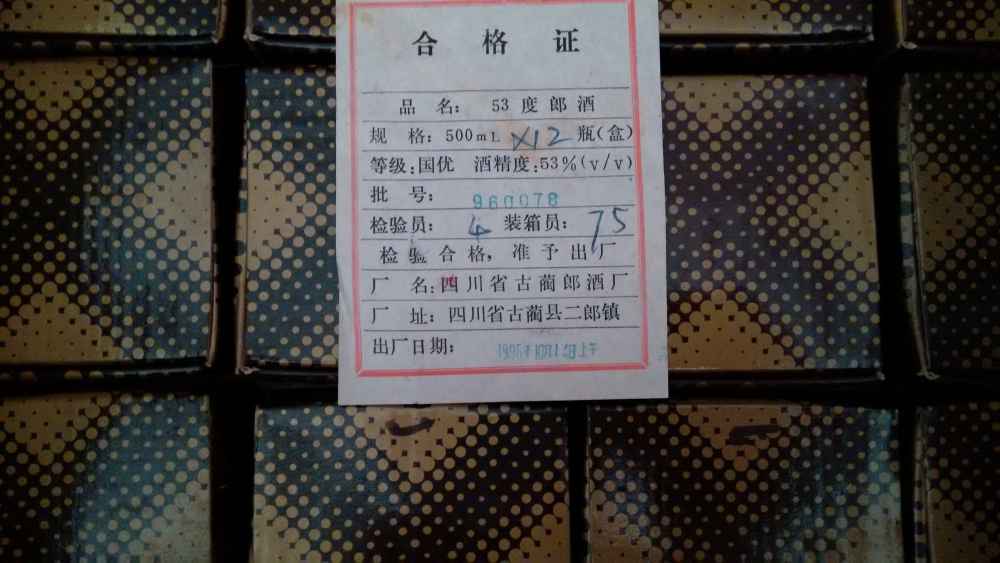 合格证
品 名： 53度郎酒
规 格：500mL ×12 瓶(盒)
等级：国优 酒精度：53%(v/v)
批 号： 960078
检验员： 4 装箱员： 75
检验合格，准予出厂
厂 名：四川省古蔺郎酒厂
厂 址：四川省古蔺县二郎镇
出厂日期：